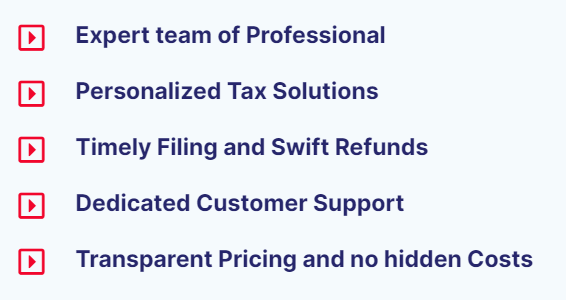 Expert team of Professional
Personalized Tax Solutions
Timely Filing and Swift Refunds
Dedicated Customer Support
Transparent Pricing and no hidden Costs